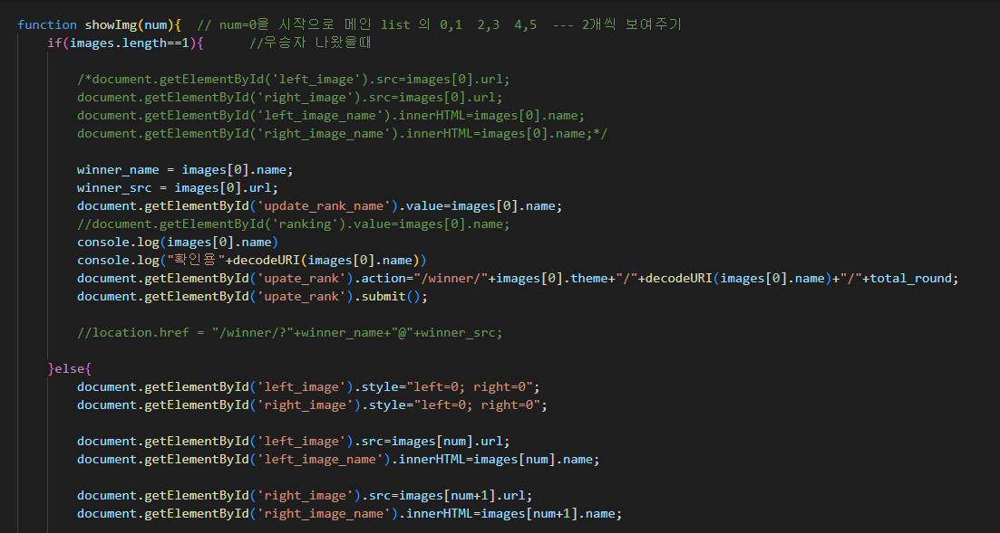 function showImg(num){  // num=0을 시작으로 메인 list 의 0,1  2,3  4,5  --- 2개씩 보여주기
    if(images.length==1){      //우승자 나왔을때
        /*document.getElementById('left_image').src=images[0].url;
        document.getElementById('right_image').src=images[0].url;
        document.getElementById('left_image_name').innerHTML=images[0].name;
        document.getElementById('right_image_name').innerHTML=images[0].name;*/
        winner_name = images[0].name;
        winner_src = images[0].url;
        document.getElementById('update_rank_name').value=images[0].name;
        //document.getElementById('ranking').value=images[0].name;
        console.log(images[0].name)
        console.log("확인용"+decodeURI(images[0].name))
        document.getElementById('upate_rank').action="/winner/"+images[0].theme+"/"+decodeURI(images[0].name)+"/"+total_round;
        document.getElementById('upate_rank').submit();
        //location.href = "/winner/?"+winner_name+"@"+winner_src;
    }else{
        document.getElementById('left_image').style="left=0; right=0";
        document.getElementById('right_image').style="left=0; right=0";
        document.getElementById('left_image').src=images[num].url;
        document.getElementById('left_image_name').innerHTML=images[num].name;
        document.getElementById('right_image').src=images[num+1].url;
        document.getElementById('right_image_name').innerHTML=images[num+1].name;